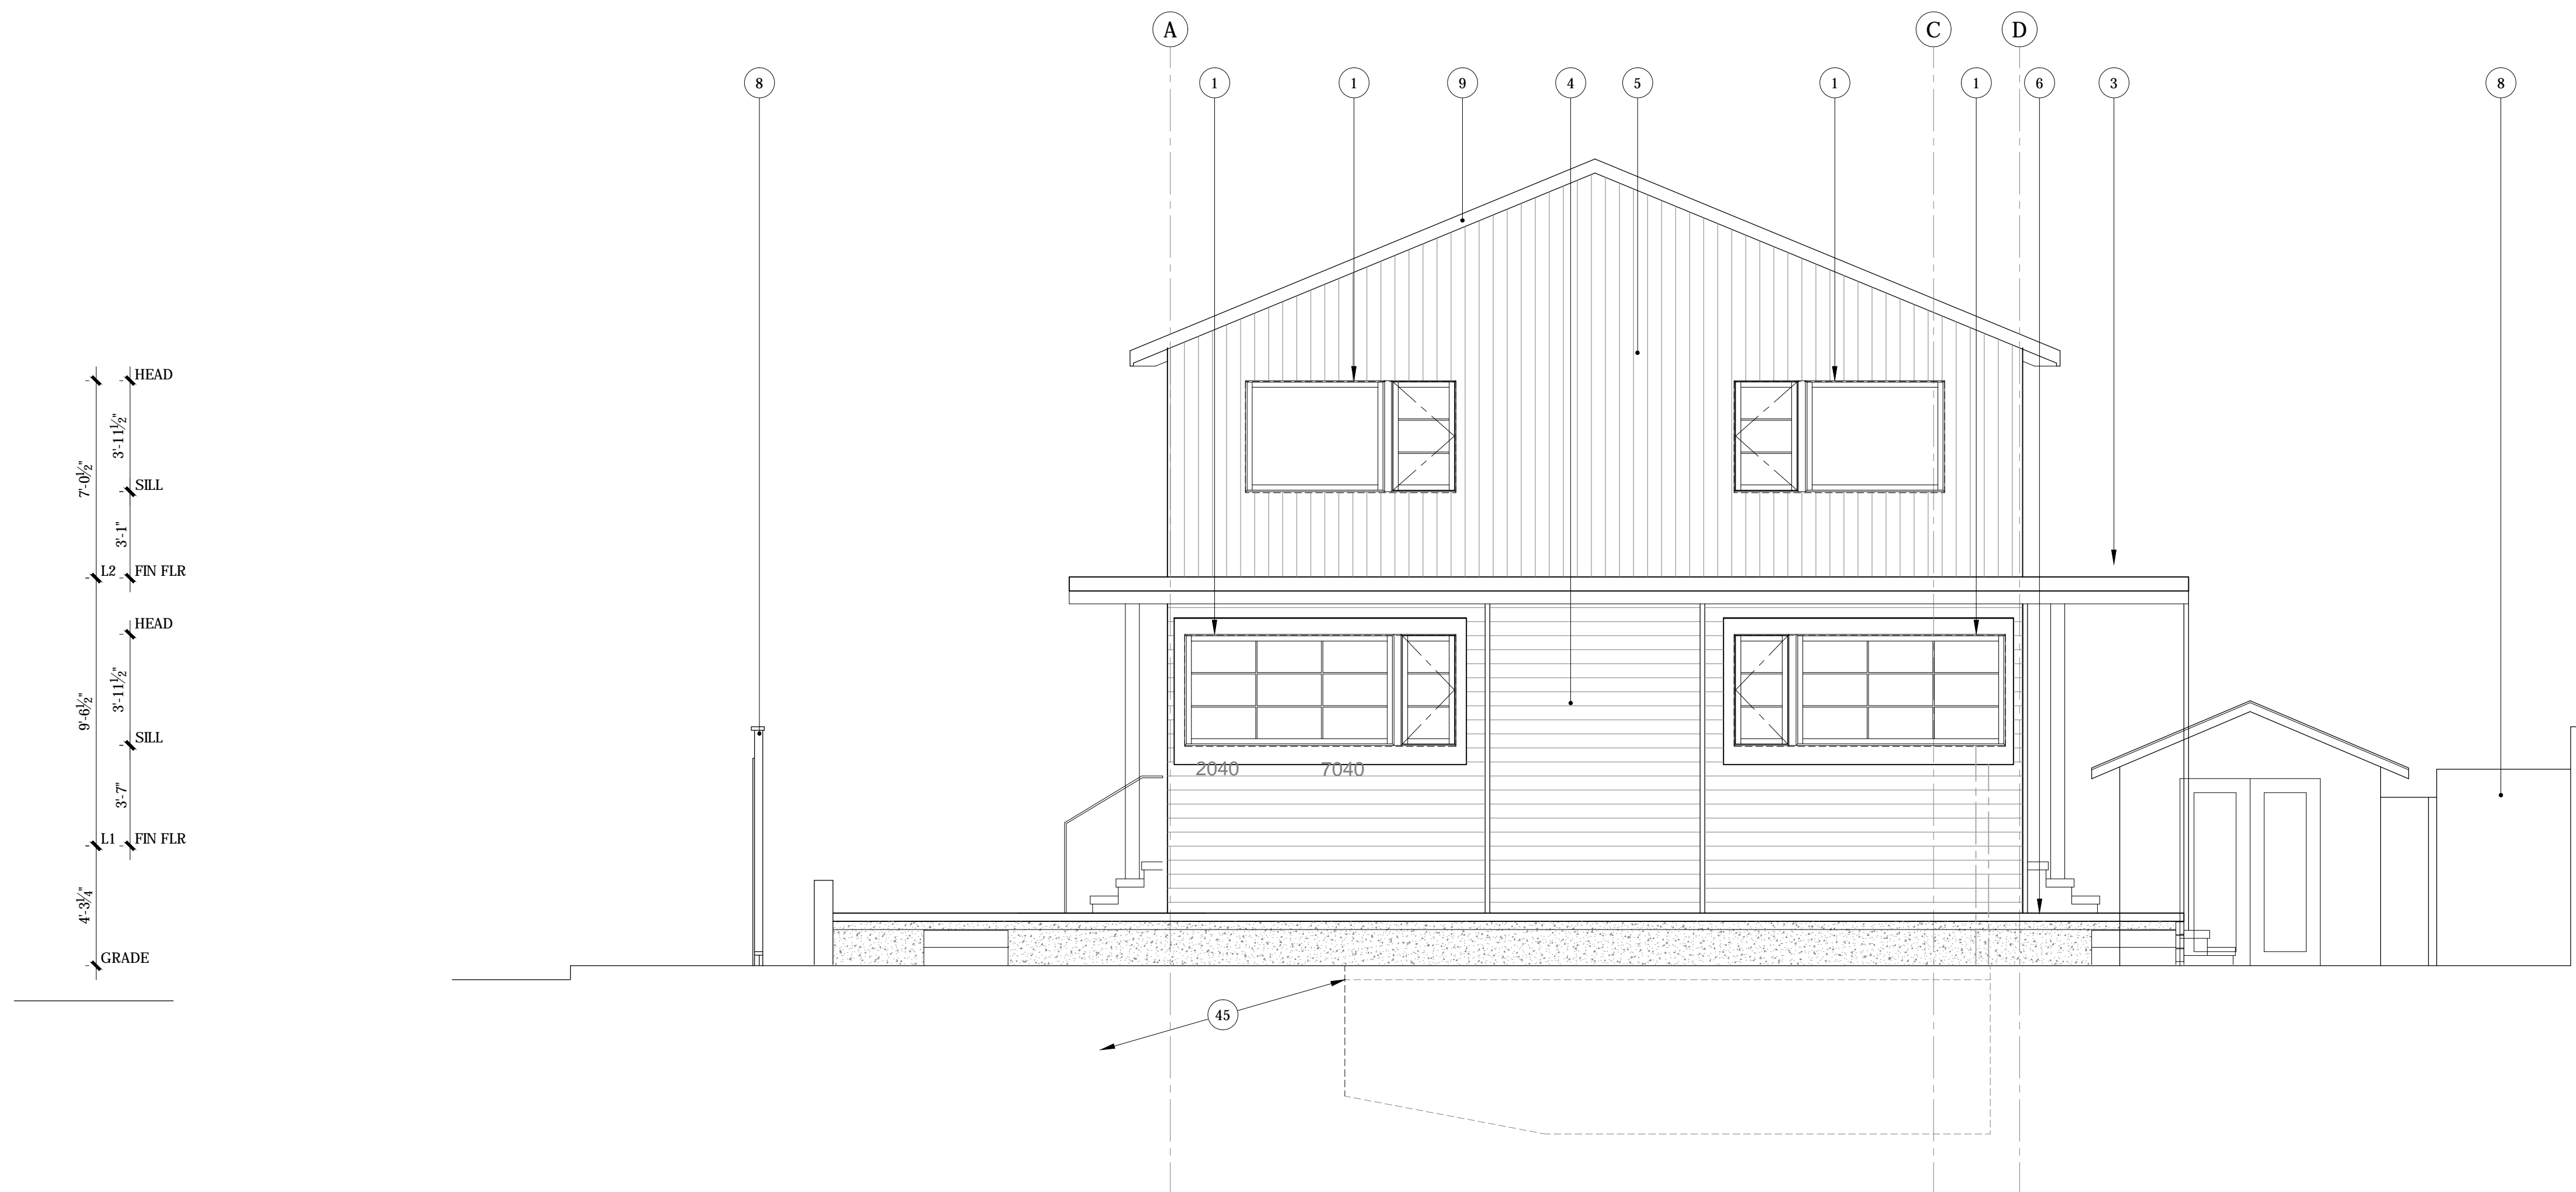 A
C
D
8
1
1
9
4
5
1
1
6
3
8
HEAD
3'-11½"
7'-0½"
SILL
3'-1"
L2
FIN FLR
HEAD
3'-11½"
9'-6½"
SILL
2040
7040
3'-7"
L1
FIN FLR
4'-3¼"
GRADE
45